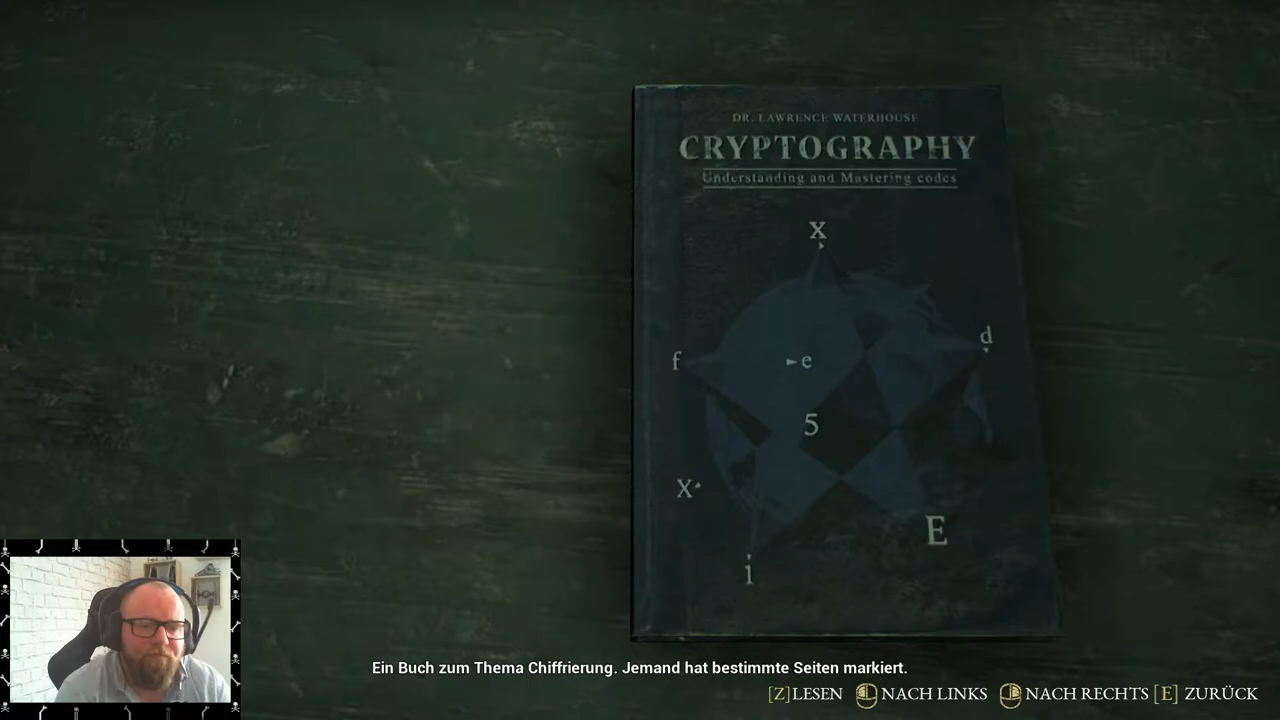 DR. LAWRENCE WATERHOUSE
CRYPTOGRAPHY
Understanding and Mastering codes
x
d
f
e
5
X
E
i
Ein Buch zum Thema Chiffrierung. Jemand hat bestimmte Seiten markiert.
[Z]LESEN NACH LINKS NACH RECHTS [E] ZURÜCK